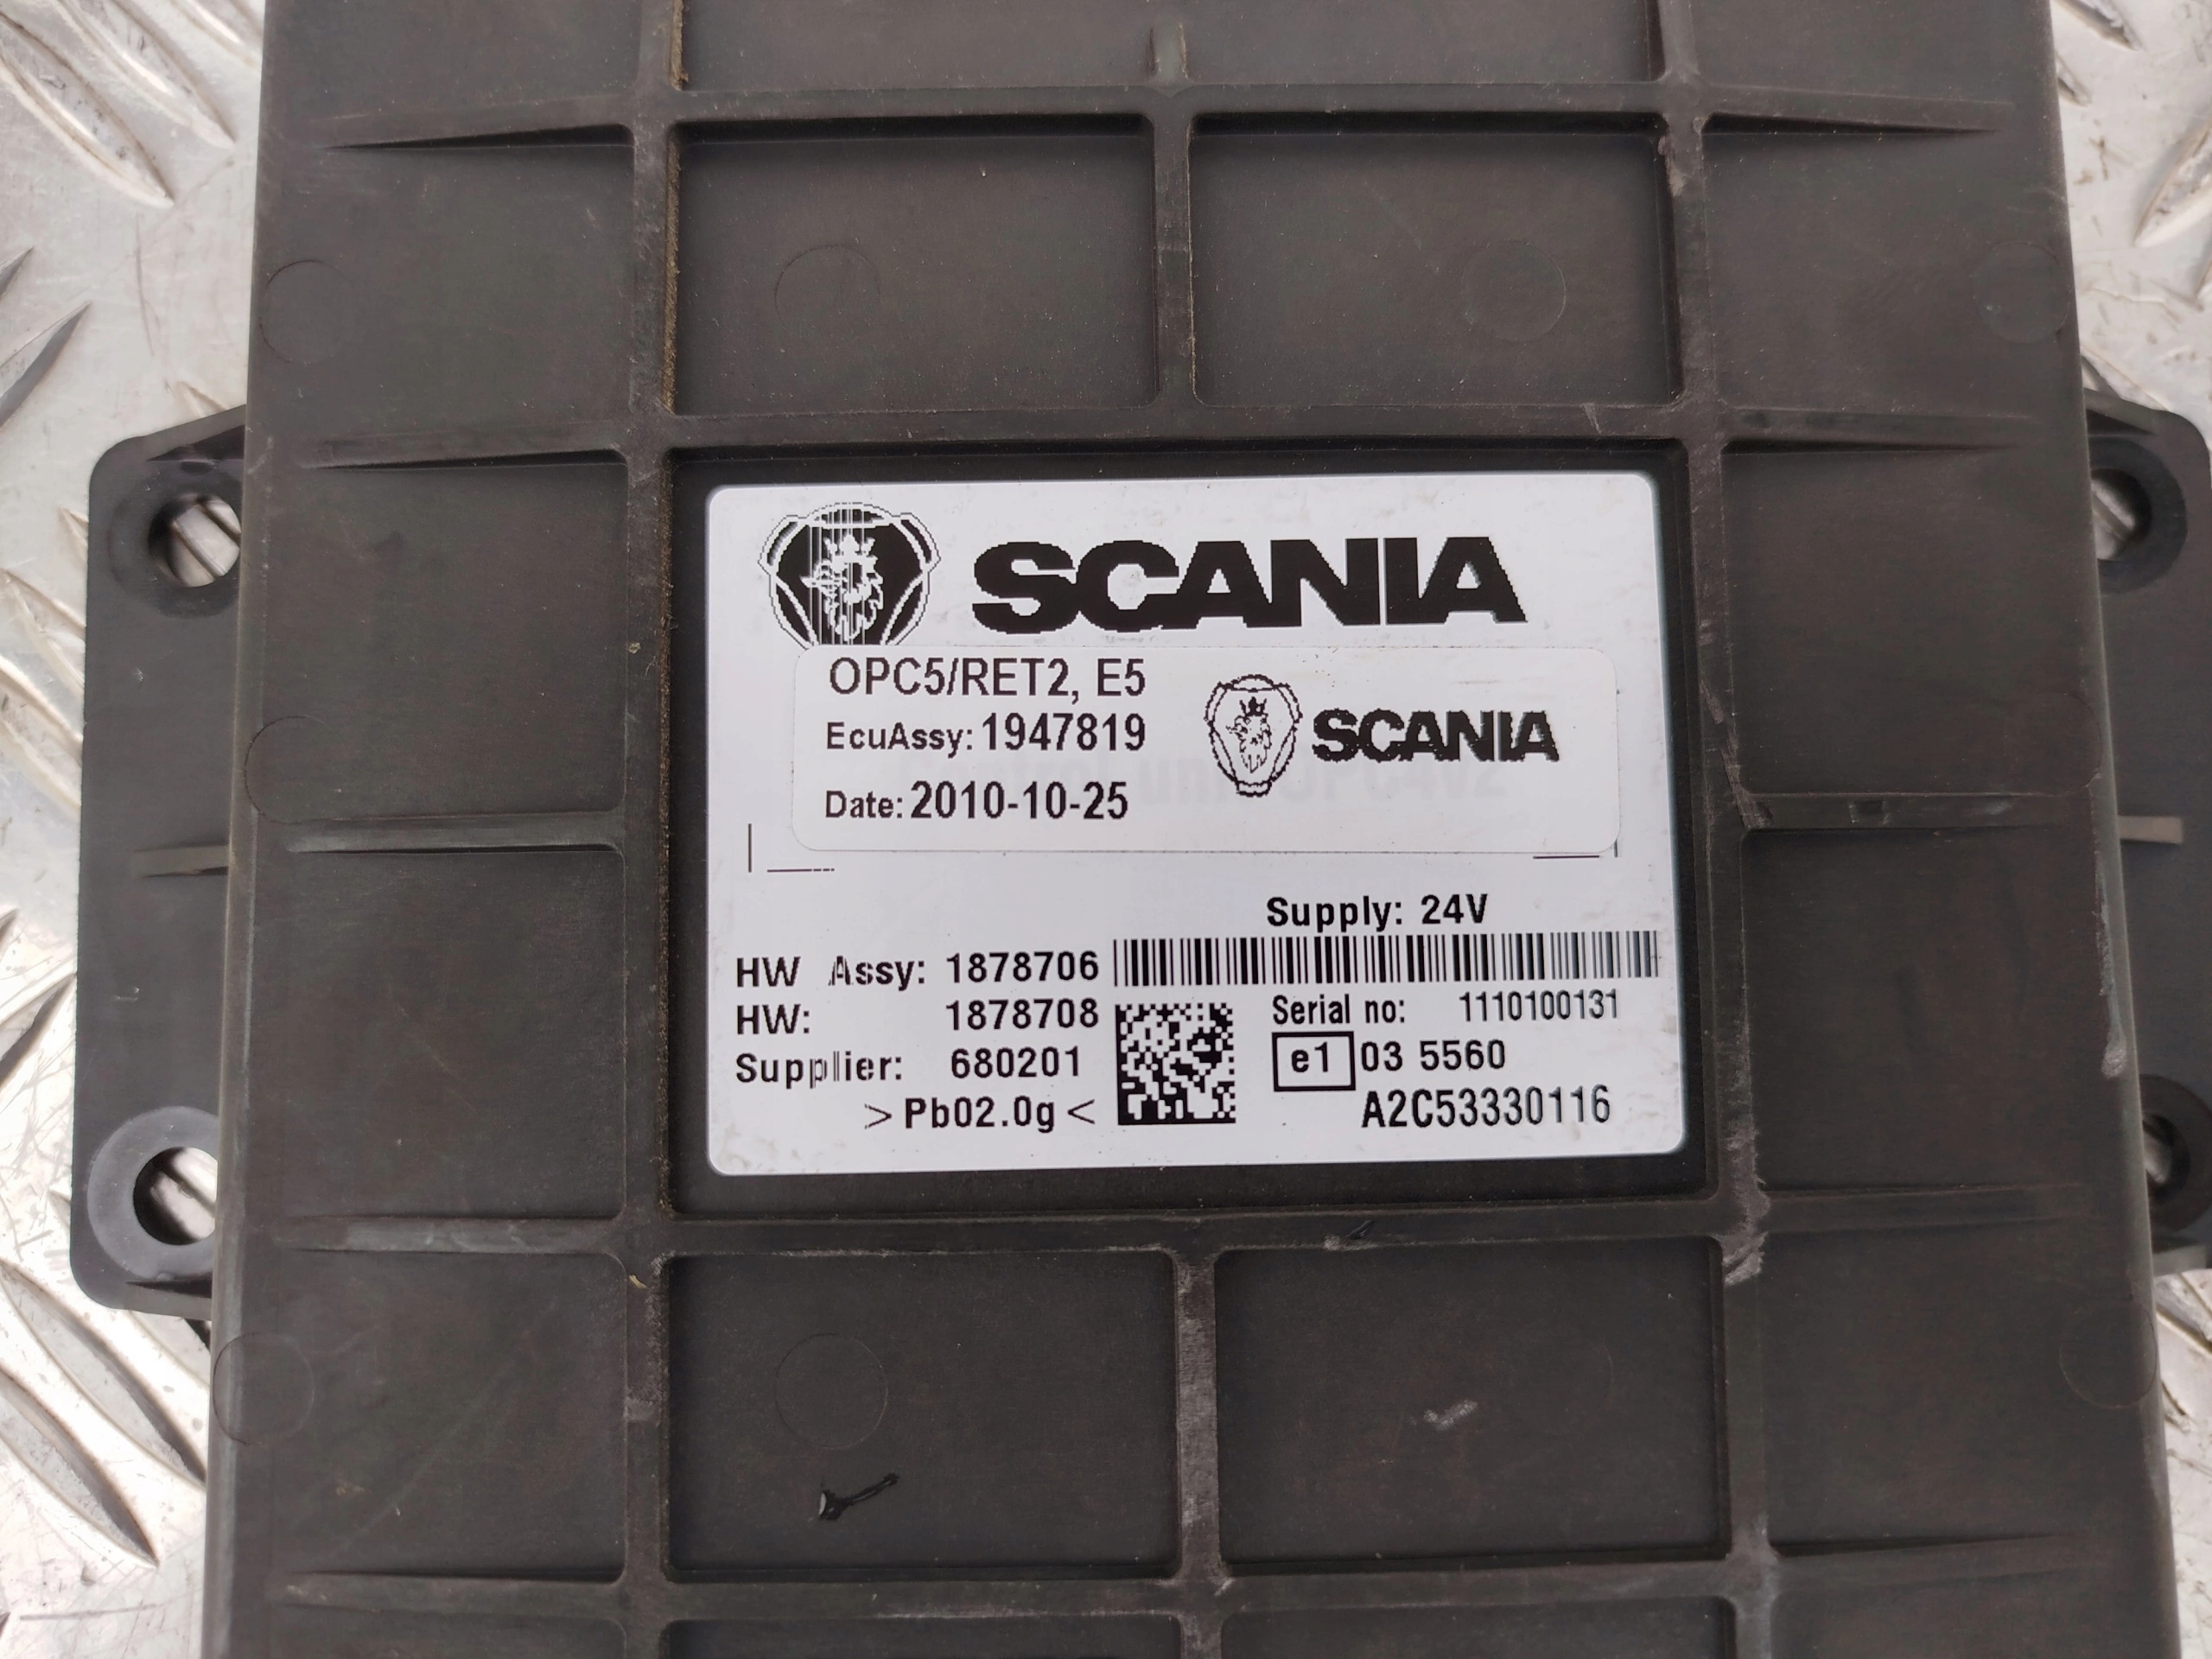 SCANIA
OPC5/RET2, E5
EcuAssy: 1947819
SCANIA
Date: 2010-10-25
Supply: 24V
HW Assy: 1878706
HW: 1878708
Serial no: 1110100131
Supplier: 680201
e1 03 5560
>Pb02.0g<
A2C53330116